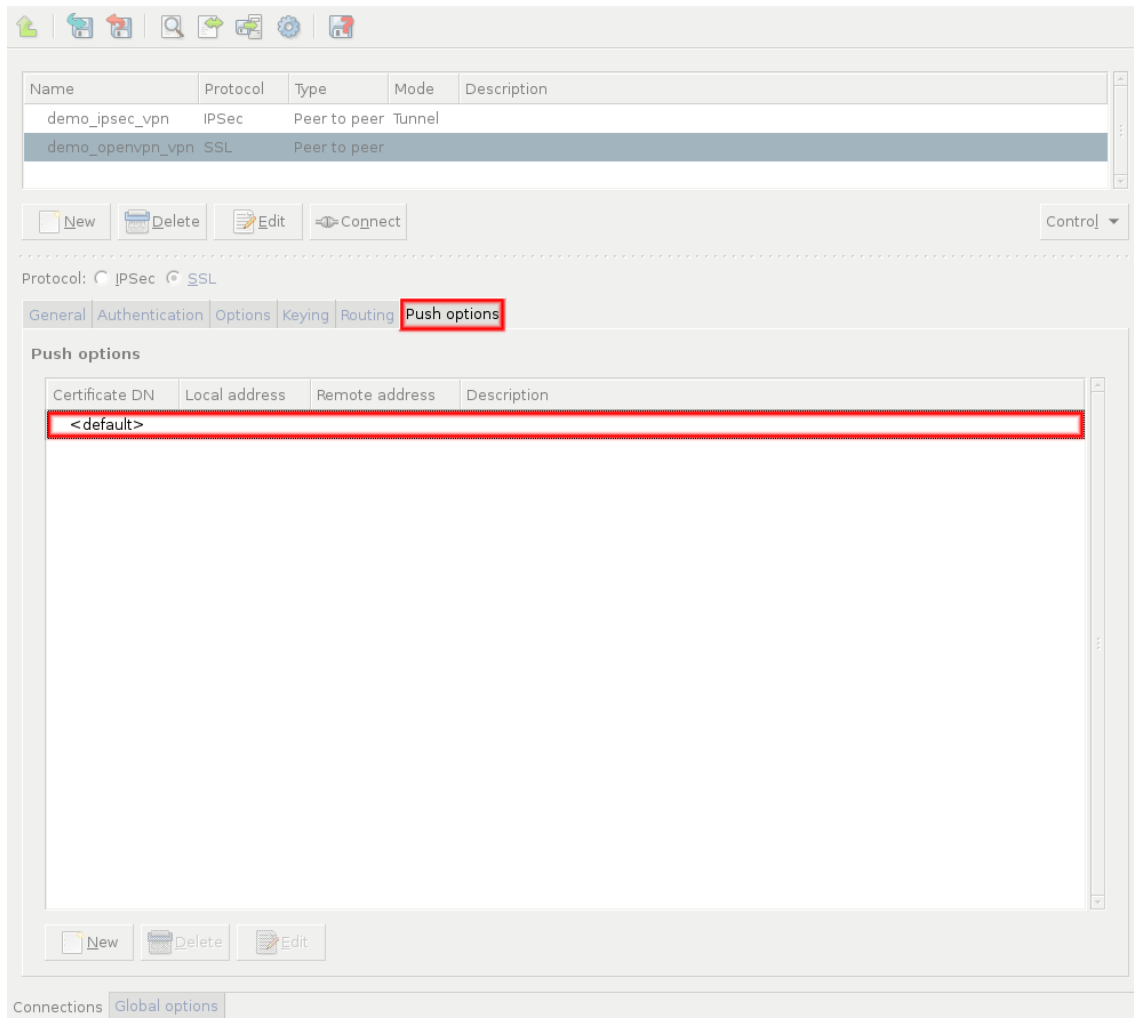 Name Protocol Type Mode Description
demo_ipsec_vpn IPSec Peer to peer Tunnel
demo_openvpn_vpn SSL Peer to peer
New Delete Edit Connect Control
Protocol: IPSec SSL
General Authentication Options Keying Routing Push options
Push options
Certificate DN Local address Remote address Description
<default>
New Delete Edit
Connections Global options